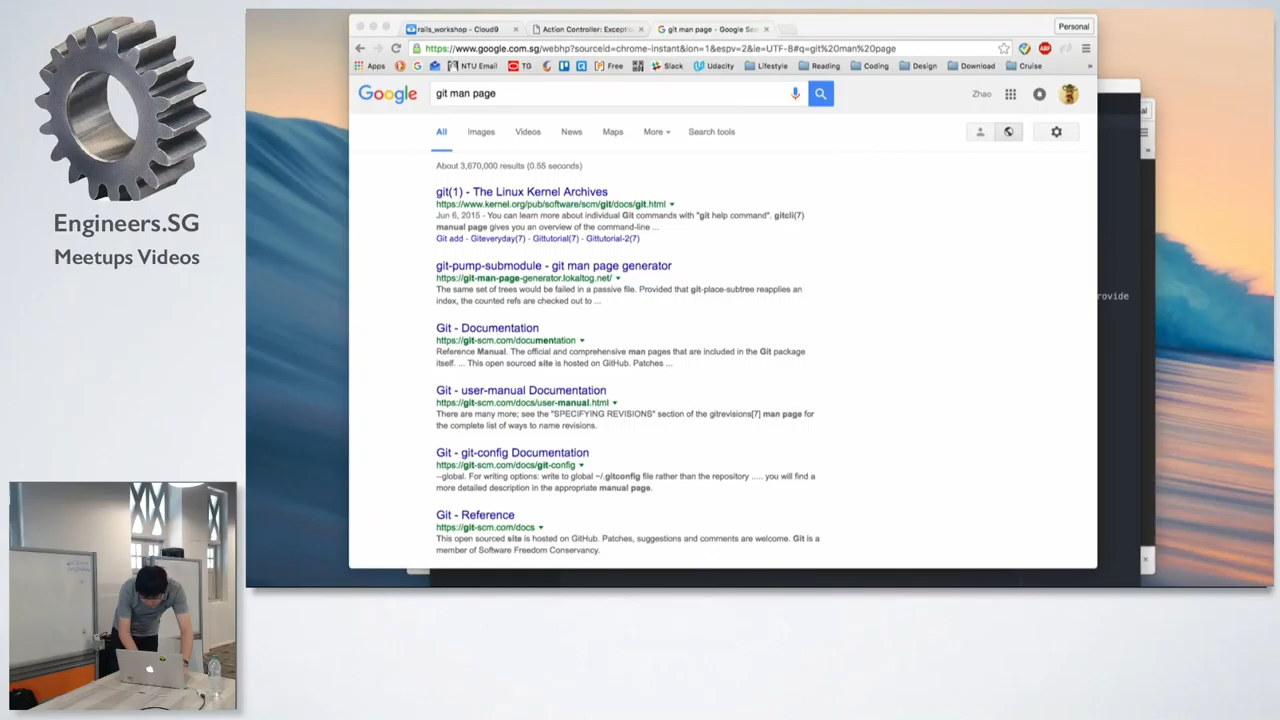 Engineers.SG
Meetups Videos
rails_workshop - Cloud9
Action Controller: Excepti
git man page - Google Sea
Personal
https://www.google.com.sg/webhp?sourceid=chrome-instant&ion=1&espv=2&ie=UTF-8#q=git%20man%20page
Apps NTU Email TG Free Slack Udacity Lifestyle Reading Coding Design Download Cruise »
Google
git man page
Zhao
All Images Videos News Maps More Search tools
About 3,670,000 results (0.55 seconds)
git(1) - The Linux Kernel Archives
https://www.kernel.org/pub/software/scm/git/docs/git.html
Jun 6, 2015 - You can learn more about individual Git commands with "git help command". gitcli(7)
manual page gives you an overview of the command-line ...
Git add - Giteveryday(7) - Gittutorial(7) - Gittutorial-2(7)
git-pump-submodule - git man page generator
https://git-man-page-generator.lokaltog.net/
The same set of trees would be failed in a passive file. Provided that git-place-subtree reapplies an
index, the counted refs are checked out to ...
Git - Documentation
https://git-scm.com/documentation
Reference Manual. The official and comprehensive man pages that are included in the Git package
itself. ... This open sourced site is hosted on GitHub. Patches ...
Git - user-manual Documentation
https://git-scm.com/docs/user-manual.html
There are many more; see the "SPECIFYING REVISIONS" section of the gitrevisions[7] man page for
the complete list of ways to name revisions.
Git - git-config Documentation
https://git-scm.com/docs/git-config
--global. For writing options: write to global ~/.gitconfig file rather than the repository ..... you will find a
more detailed description in the appropriate manual page.
Git - Reference
https://git-scm.com/docs
This open sourced site is hosted on GitHub. Patches, suggestions and comments are welcome. Git is a
member of Software Freedom Conservancy.
al
»
rovide